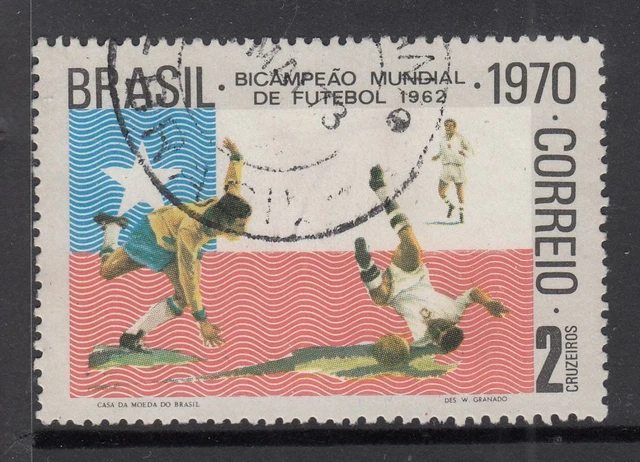 BRASIL · BICAMPEÃO MUNDIAL · 1970
DE FUTEBOL 1962
CORREIO · 2
CRUZEIROS
CASA DA MOEDA DO BRASIL
DES. W. GRANADO